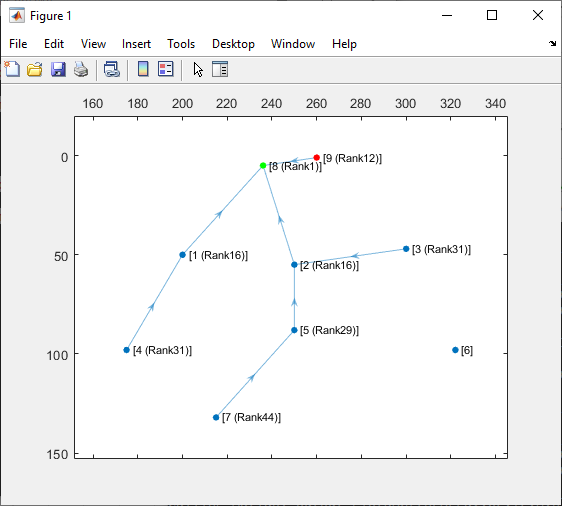 Figure 1
File Edit View Insert Tools Desktop Window Help
160 180 200 220 240 260 280 300 320 340
0
[9 (Rank12)]
[8 (Rank1)]
50
[3 (Rank31)]
[1 (Rank16)]
[2 (Rank16)]
[5 (Rank29)]
100
[4 (Rank31)]
[6]
[7 (Rank44)]
150